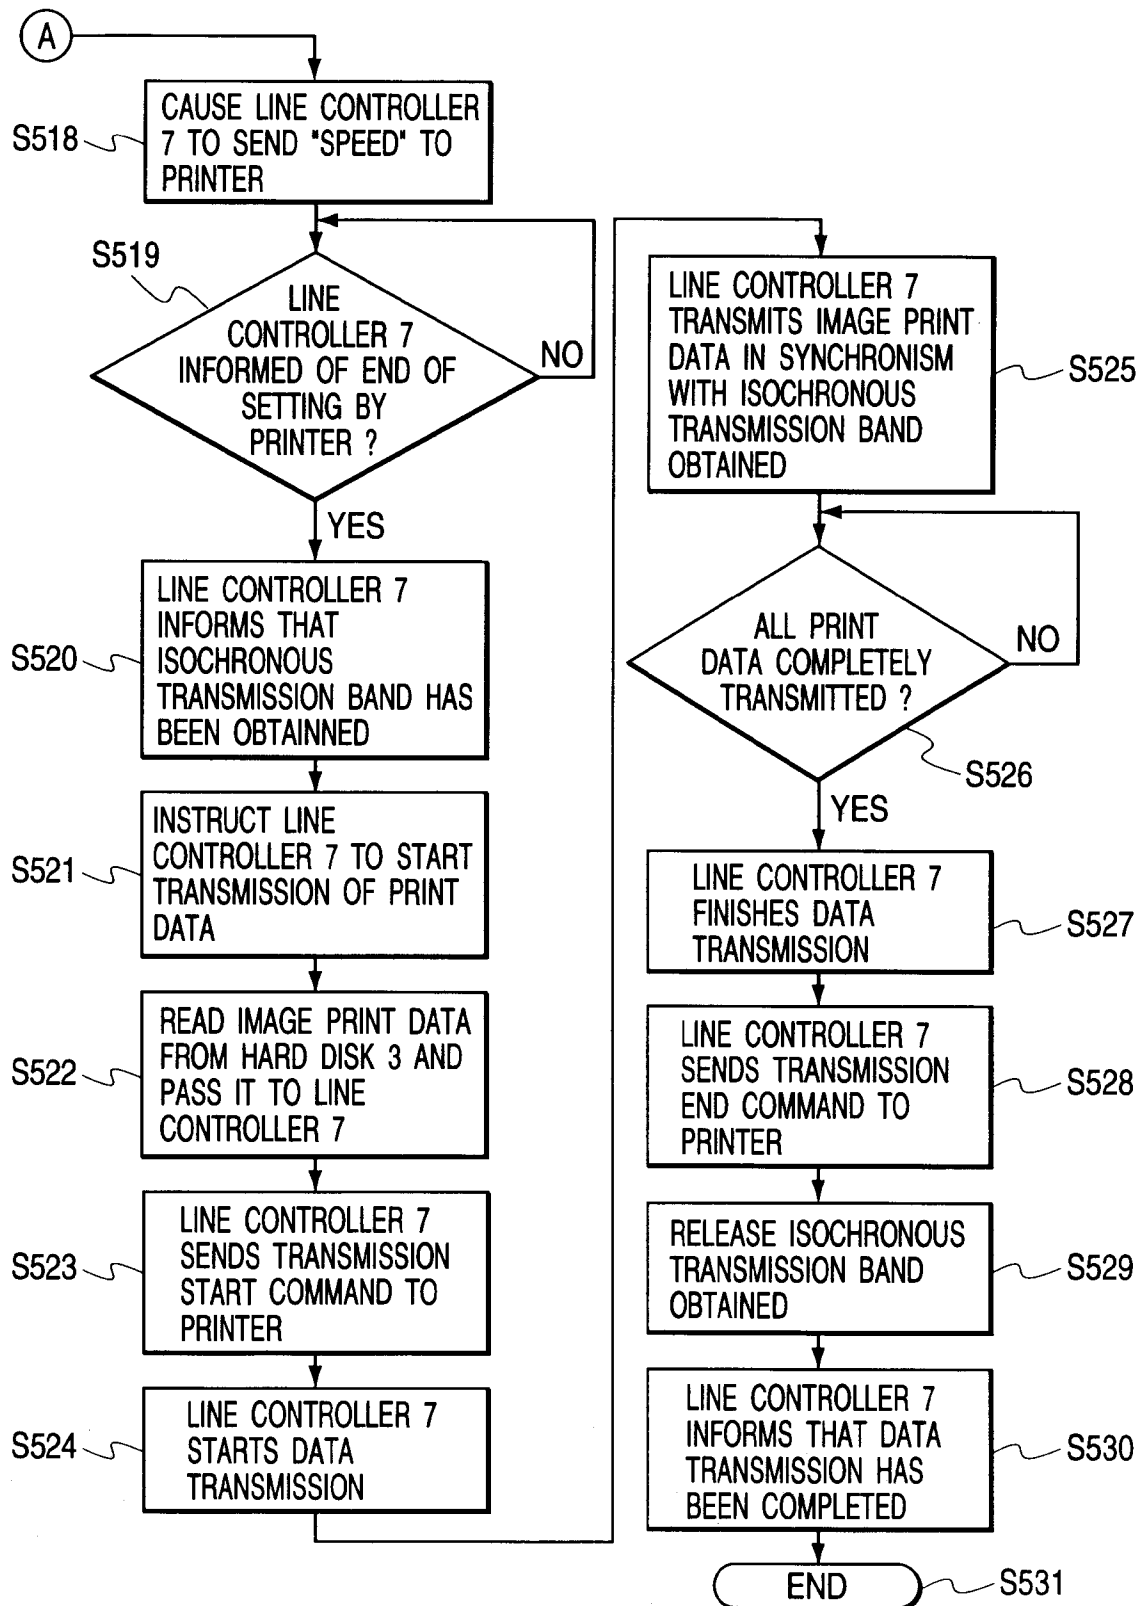 A
CAUSE LINE CONTROLLER
7 TO SEND "SPEED" TO
PRINTER
S518
S519
LINE
CONTROLLER 7
INFORMED OF END OF
SETTING BY
PRINTER ?
NO
YES
LINE CONTROLLER 7
INFORMS THAT
ISOCHRONOUS
TRANSMISSION BAND HAS
BEEN OBTAINNED
S520
INSTRUCT LINE
CONTROLLER 7 TO START
TRANSMISSION OF PRINT
DATA
S521
READ IMAGE PRINT DATA
FROM HARD DISK 3 AND
PASS IT TO LINE
CONTROLLER 7
S522
LINE CONTROLLER 7
SENDS TRANSMISSION
START COMMAND TO
PRINTER
S523
LINE CONTROLLER 7
STARTS DATA
TRANSMISSION
S524
LINE CONTROLLER 7
TRANSMITS IMAGE PRINT
DATA IN SYNCHRONISM
WITH ISOCHRONOUS
TRANSMISSION BAND
OBTAINED
S525
ALL PRINT
DATA COMPLETELY
TRANSMITTED ?
NO
S526
YES
LINE CONTROLLER 7
FINISHES DATA
TRANSMISSION
S527
LINE CONTROLLER 7
SENDS TRANSMISSION
END COMMAND TO
PRINTER
S528
RELEASE ISOCHRONOUS
TRANSMISSION BAND
OBTAINED
S529
LINE CONTROLLER 7
INFORMS THAT DATA
TRANSMISSION HAS
BEEN COMPLETED
S530
END
S531